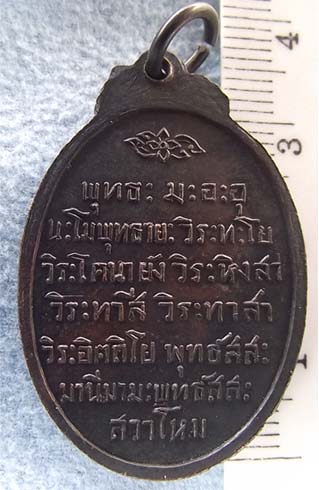 พุทธะ มะอะอุ
นะโมพุทธายะ วิระทะโย
วิระโคนายัง วิระหิงสา
วิระทาสี วิระทาสา
วิระอิตถิโย พุทธัสสะ
มานีมามะพุทธัสสะ
สวาโหม
3
4